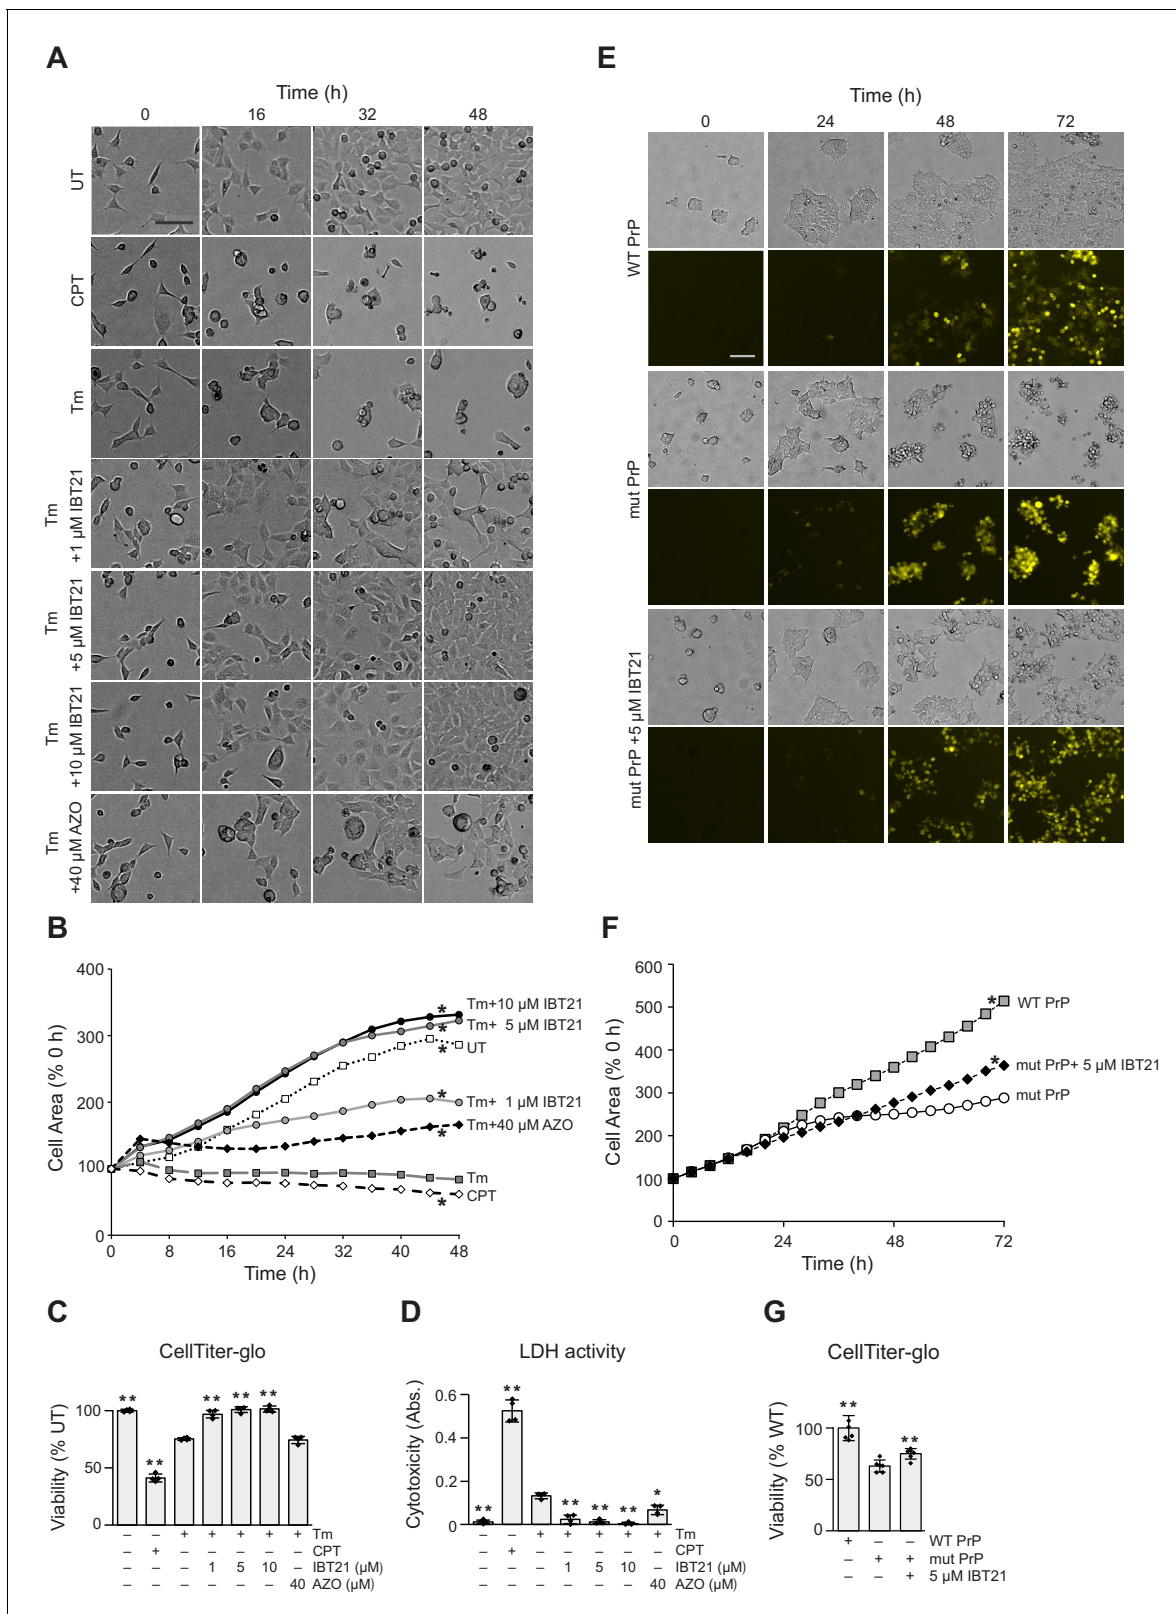 A
Time (h)
0 16 32 48
UT
CPT
Tm
Tm
+1 µM IBT21
Tm
+5 µM IBT21
Tm
+10 µM IBT21
Tm
+40 µM AZO
E
Time (h)
0 24 48 72
WT PrP
mut PrP
mut PrP +5 µM IBT21
B
Cell Area (% 0 h)
400
300
200
100
0
0 8 16 24 32 40 48
Time (h)
* Tm+10 µM IBT21
* Tm+ 5 µM IBT21
* UT
* Tm+ 1 µM IBT21
* Tm+40 µM AZO
Tm
* CPT
F
Cell Area (% 0 h)
600
500
400
300
200
100
0
0 24 48 72
Time (h)
* WT PrP
* mut PrP+ 5 µM IBT21
mut PrP
C
CellTiter-glo
Viability (% UT)
100
50
0
** ** ** ** **
– – + + + + + Tm
– + – – – – – CPT
– – – 1 5 10 – IBT21 (µM)
– – – – – – 40 AZO (µM)
D
LDH activity
Cytotoxicity (Abs.)
0.6
0.4
0.2
0
** ** ** ** ** *
– – + + + + + Tm
– + – – – – – CPT
– – – 1 5 10 – IBT21 (µM)
– – – – – – 40 AZO (µM)
G
CellTiter-glo
Viability (% WT)
100
50
0
** **
+ – – WT PrP
– + + mut PrP
– – + 5 µM IBT21